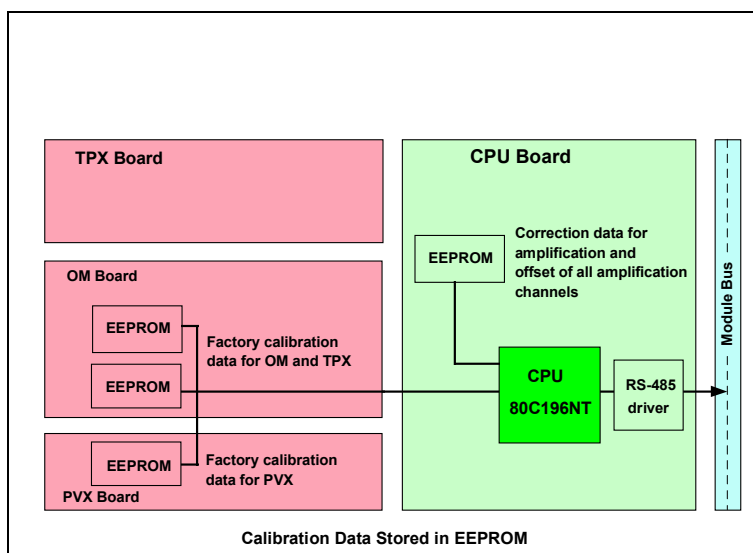 TPX Board
CPU Board
Correction data for
amplification and
offset of all amplification
channels
EEPROM
OM Board
EEPROM
Factory calibration
data for OM and TPX
EEPROM
CPU
80C196NT
RS-485
driver
Module Bus
EEPROM
Factory calibration
data for PVX
PVX Board
Calibration Data Stored in EEPROM